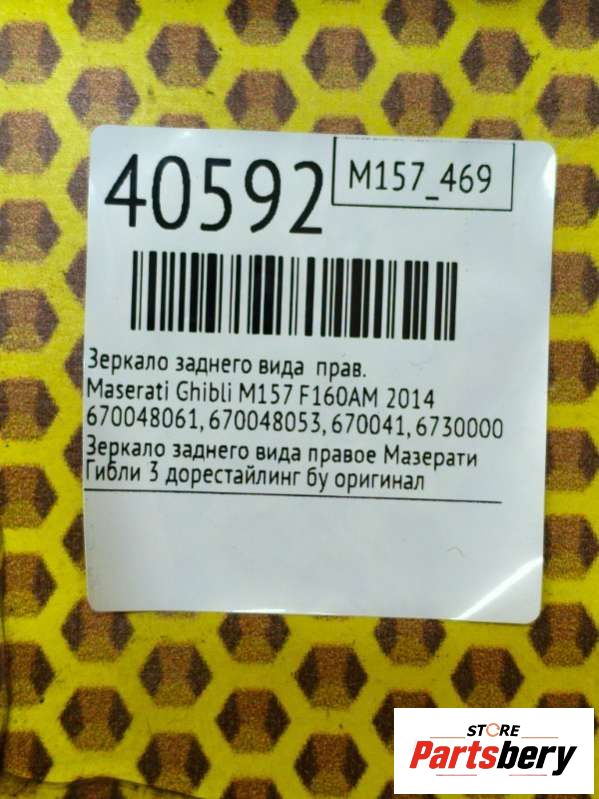 40592
M157_469
Зеркало заднего вида прав.
Maserati Ghibli M157 F160AM 2014
670048061, 670048053, 670041, 6730000
Зеркало заднего вида правое Мазерати
Гибли 3 дорестайлинг бу оригинал
STORE
Partsbery